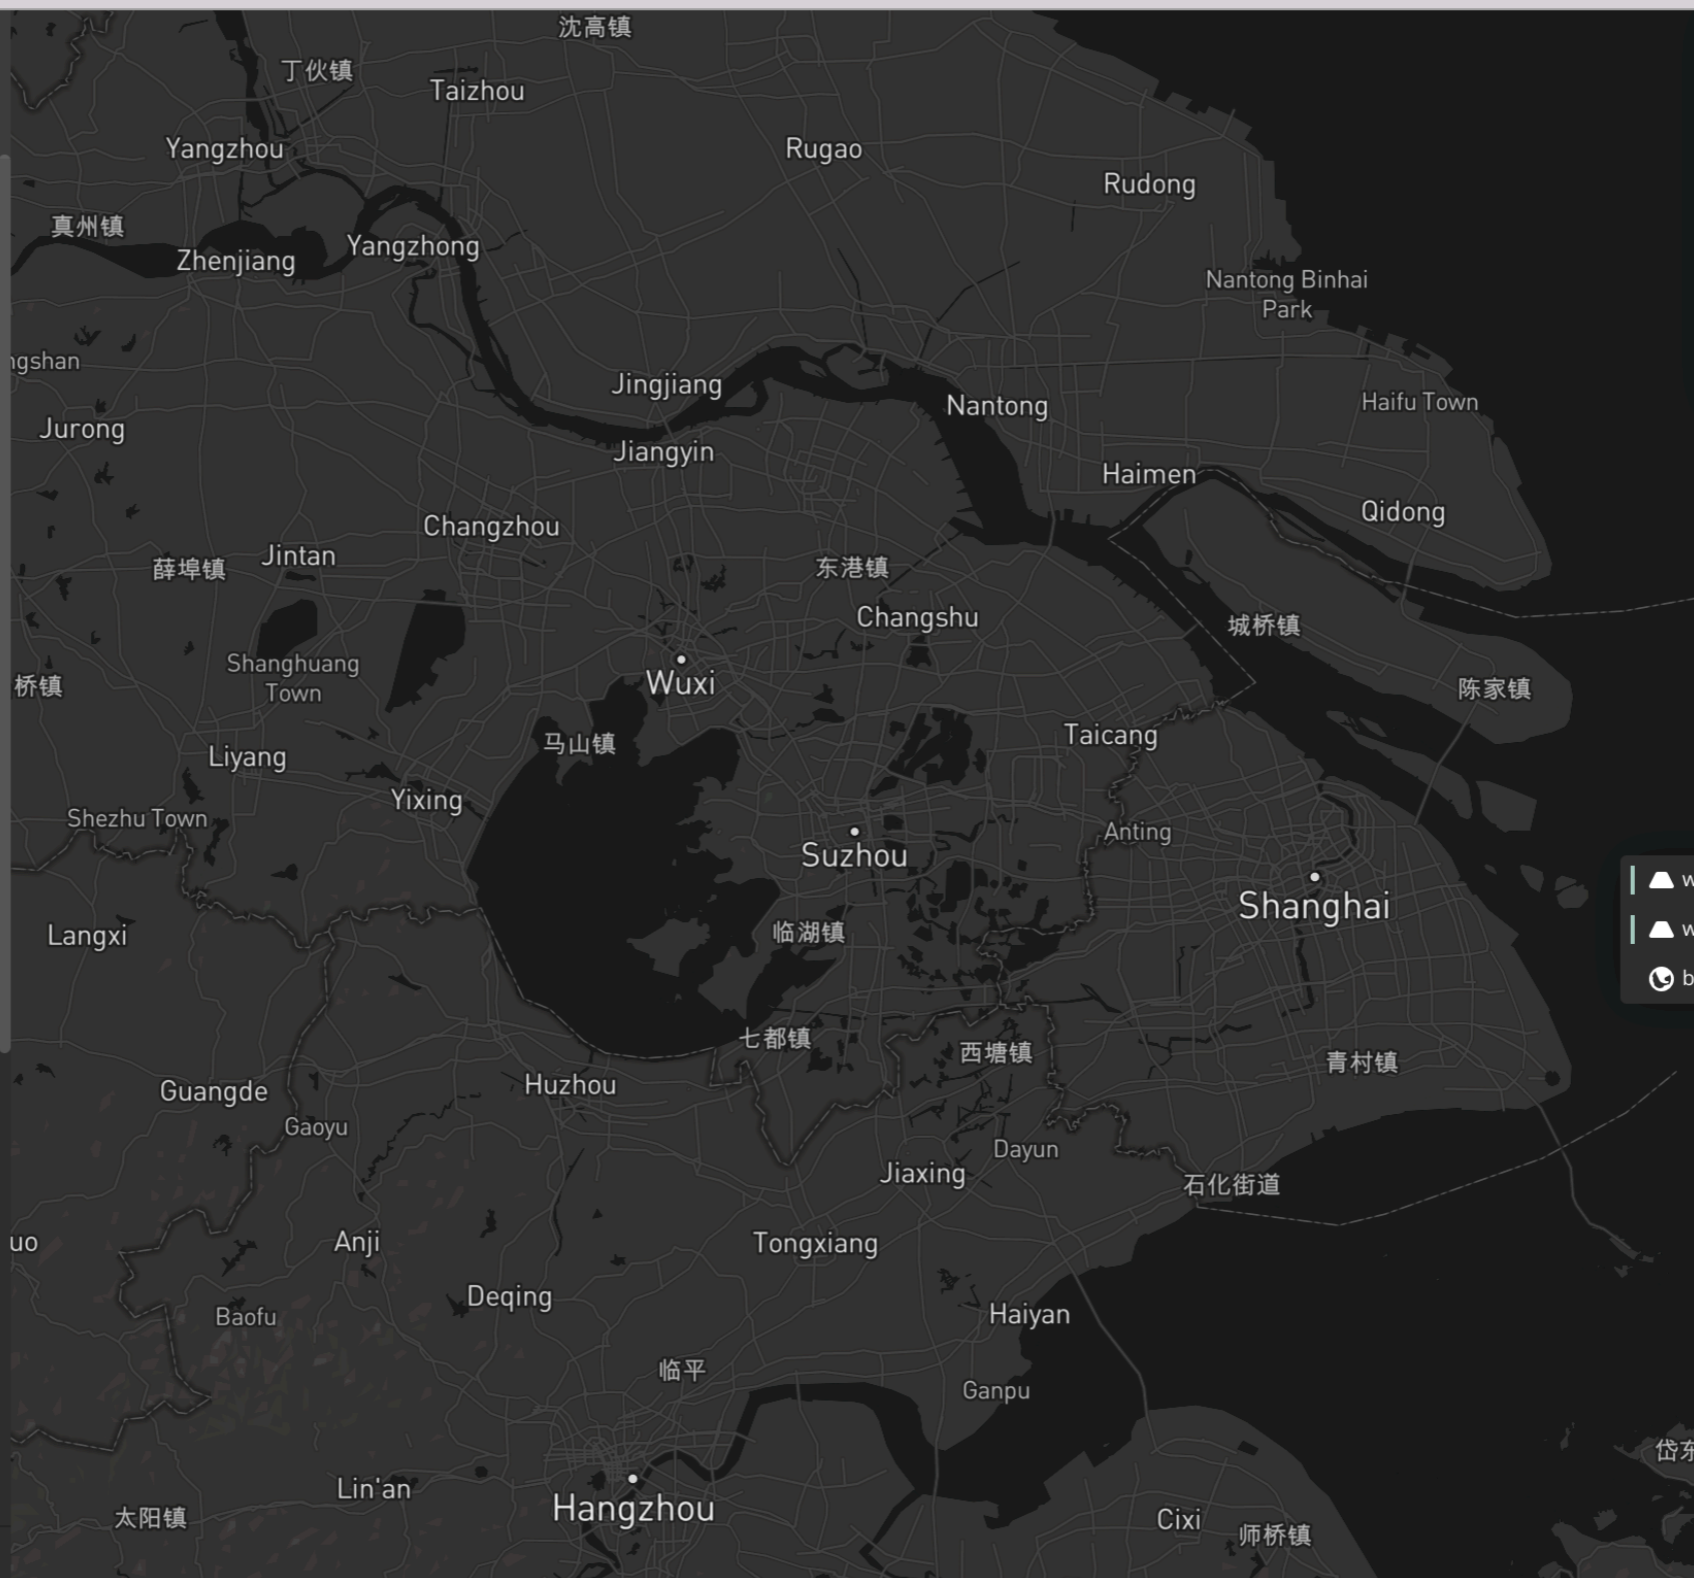 沈高镇
丁伙镇
Taizhou
Yangzhou
Rugao
Rudong
真州镇
Yangzhong
Zhenjiang
Nantong Binhai
Park
ngshan
Jingjiang
Haifu Town
Nantong
Jurong
Jiangyin
Haimen
Qidong
Changzhou
Jintan
薛埠镇
东港镇
Changshu
城桥镇
Shanghuang
Town
Wuxi
桥镇
陈家镇
Taicang
马山镇
Liyang
Yixing
Shezhu Town
Anting
Suzhou
w
Shanghai
w
Langxi
临湖镇
b
七都镇
西塘镇
青村镇
Huzhou
Guangde
Gaoyu
Dayun
Jiaxing
石化街道
uo
Anji
Tongxiang
Deqing
Baofu
Haiyan
临平
Ganpu
岱东
Lin'an
Hangzhou
太阳镇
Cixi
师桥镇